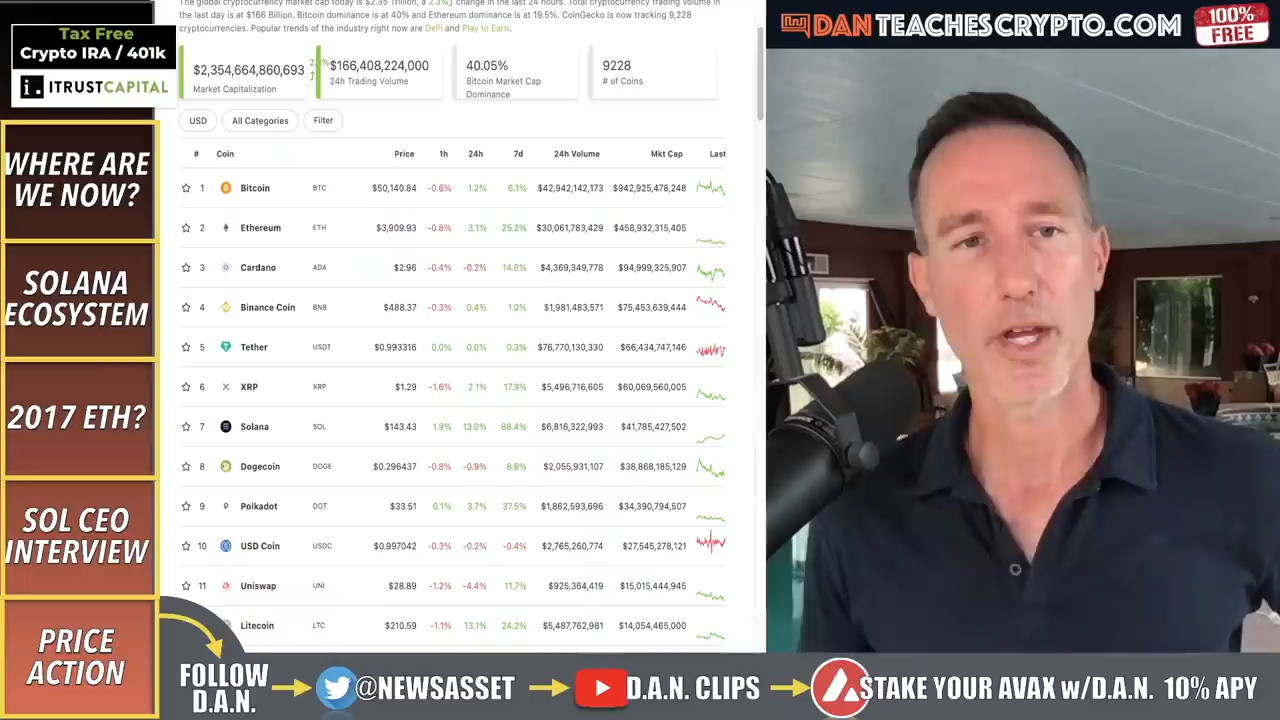 The global cryptocurrency market cap today is $2.35 Trillion, a 2.3% change in the last 24 hours. Total cryptocurrency trading volume in
the last day is at $166 Billion. Bitcoin dominance is at 40% and Ethereum dominance is at 19.5%. CoinGecko is now tracking 9,228
cryptocurrencies. Popular trends of the industry right now are DeFi and Play to Earn.
Tax Free
Crypto IRA / 401k
ITRUSTCAPITAL
DANTEACHESCRYPTO.COM
100%
FREE
$2,354,664,860,693
Market Capitalization
$166,408,224,000
24h Trading Volume
40.05%
Bitcoin Market Cap
Dominance
9228
# of Coins
USD All Categories Filter
# Coin Price 1h 24h 7d 24h Volume Mkt Cap Last
1 Bitcoin BTC $50,140.84 -0.6% 1.2% 6.1% $42,942,142,173 $942,925,478,248
2 Ethereum ETH $3,909.93 -0.8% 3.1% 25.2% $30,061,783,429 $458,932,315,405
3 Cardano ADA $2.96 -0.4% -0.2% 14.8% $4,369,349,778 $94,999,325,907
4 Binance Coin BNB $488.37 -0.3% 0.4% 1.0% $1,981,483,571 $75,453,639,444
5 Tether USDT $0.993316 0.0% 0.0% 0.3% $76,770,130,330 $66,434,747,146
6 XRP XRP $1.29 -1.6% 2.1% 17.9% $5,496,716,605 $60,069,560,005
7 Solana SOL $143.43 1.9% 13.0% 88.4% $6,816,322,993 $41,785,427,502
8 Dogecoin DOGE $0.296437 -0.8% -0.9% 8.6% $2,055,931,107 $38,868,185,129
9 Polkadot DOT $33.51 0.1% 3.7% 37.5% $1,862,593,696 $34,390,794,507
10 USD Coin USDC $0.997042 -0.3% -0.2% -0.4% $2,765,260,774 $27,545,278,121
11 Uniswap UNI $28.89 -1.2% -4.4% 11.7% $925,364,419 $15,015,444,945
Litecoin LTC $210.59 -1.1% 13.1% 24.2% $5,487,762,981 $14,054,465,000
WHERE ARE
WE NOW?
SOLANA
ECOSYSTEM
2017 ETH?
SOL CEO
INTERVIEW
PRICE
ACTION
FOLLOW
D.A.N.
@NEWSASSET
D.A.N. CLIPS
STAKE YOUR AVAX w/D.A.N. 10% APY